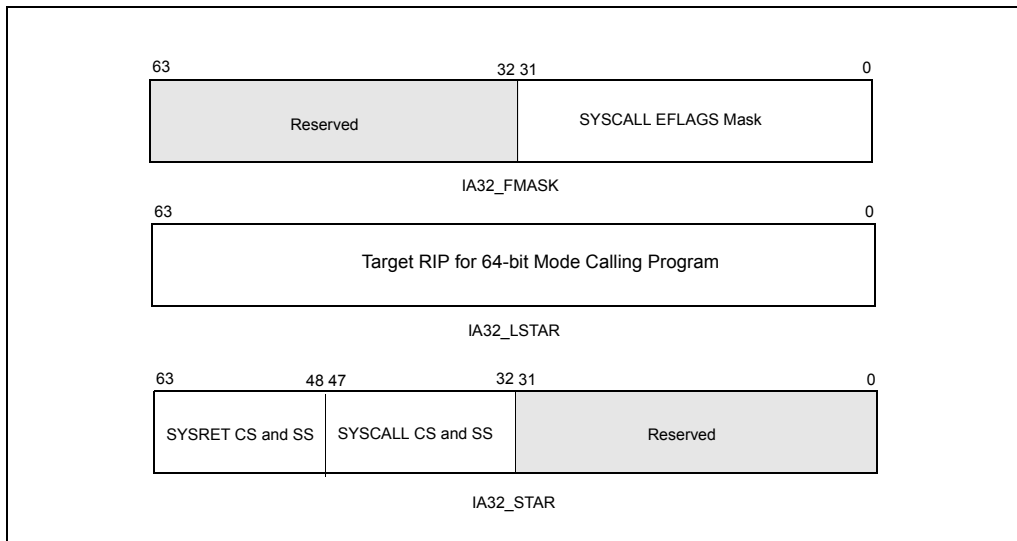 63 32 31 0
Reserved SYSCALL EFLAGS Mask
IA32_FMASK
63 0
Target RIP for 64-bit Mode Calling Program
IA32_LSTAR
63 48 47 32 31 0
SYSRET CS and SS SYSCALL CS and SS Reserved
IA32_STAR